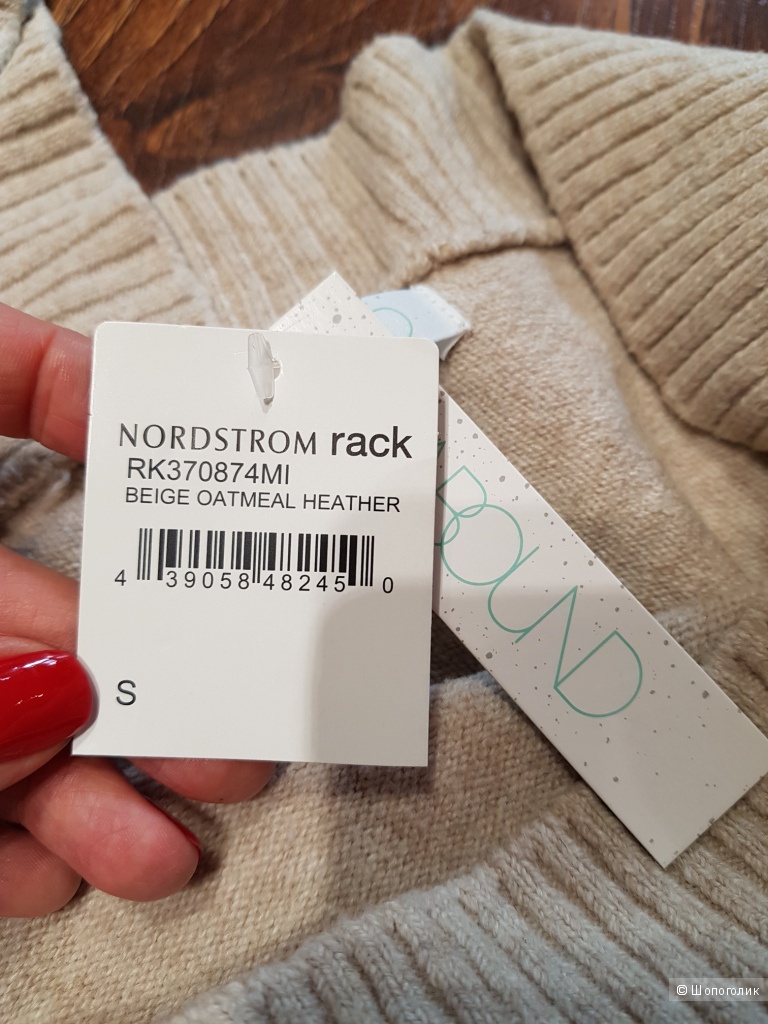 NORDSTROM rack
RK370874MI
BEIGE OATMEAL HEATHER
4 39058 48245 0
S
BOUND
© Шопоголик